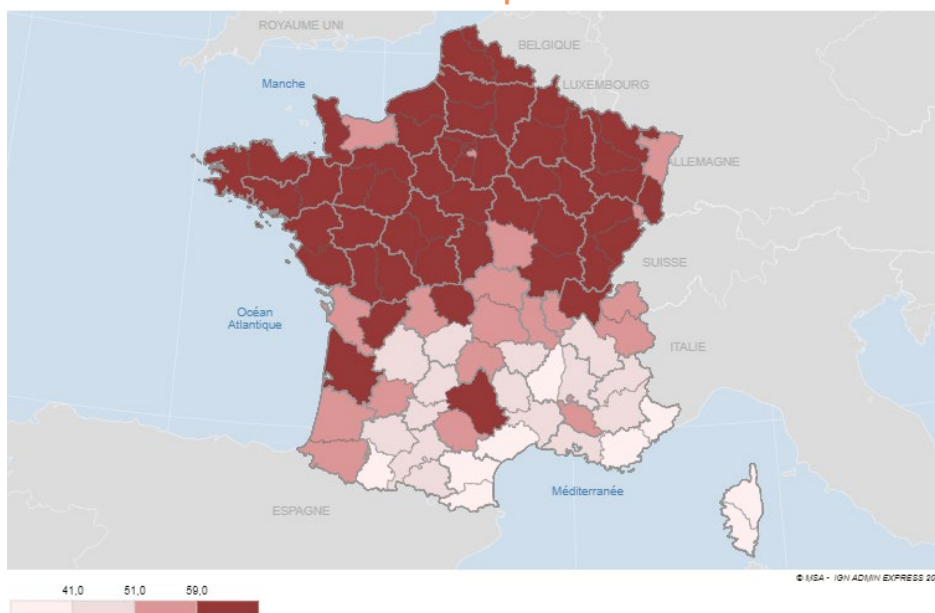 ROYAUME UNI
BELGIQUE
Manche
LUXEMBOURG
ALLEMAGNE
SUISSE
Océan
Atlantique
ITALIE
Méditerranée
ESPAGNE
© MSA - IGN ADMIN EXPRESS 20
41,0 51,0 59,0